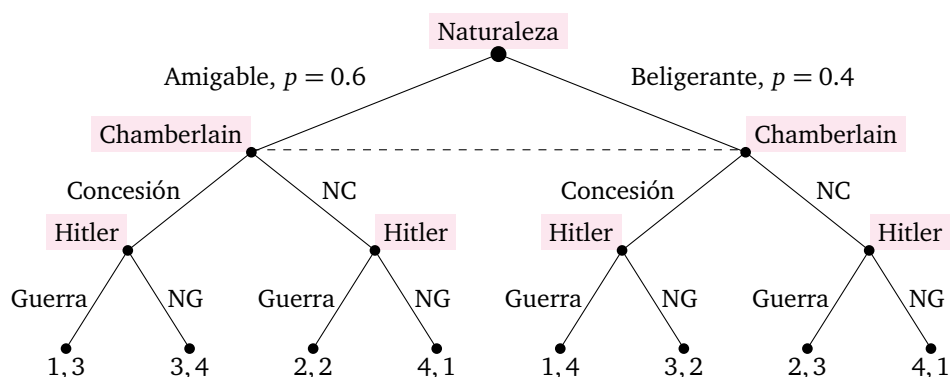 Naturaleza
Amigable, p = 0.6 Beligerante, p = 0.4
Chamberlain Chamberlain
Concesión NC Concesión NC
Hitler Hitler Hitler Hitler
Guerra NG Guerra NG Guerra NG Guerra NG
1,3 3,4 2,2 4,1 1,4 3,2 2,3 4,1